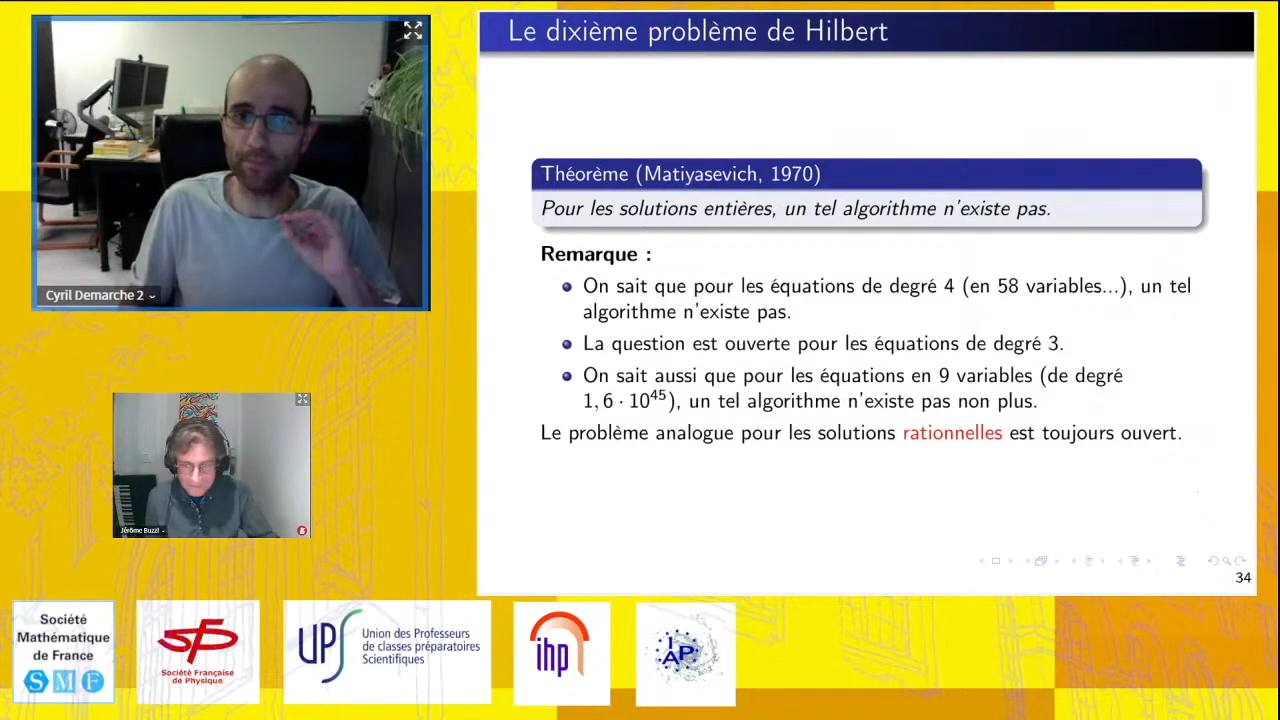 Le dixième problème de Hilbert
Théorème (Matiyasevich, 1970)
Pour les solutions entières, un tel algorithme n'existe pas.
Remarque :
On sait que pour les équations de degré 4 (en 58 variables...), un tel
algorithme n'existe pas.
La question est ouverte pour les équations de degré 3.
On sait aussi que pour les équations en 9 variables (de degré
1, 6 · 10⁴⁵), un tel algorithme n'existe pas non plus.
Le problème analogue pour les solutions rationnelles est toujours ouvert.
34
Cyril Demarche 2
Jérôme Buzzi
Société
Mathématique
de France
SMF
sfp
Société Française
de Physique
UPS
Union des Professeurs
de classes préparatoires
Scientifiques
ihp
IAP